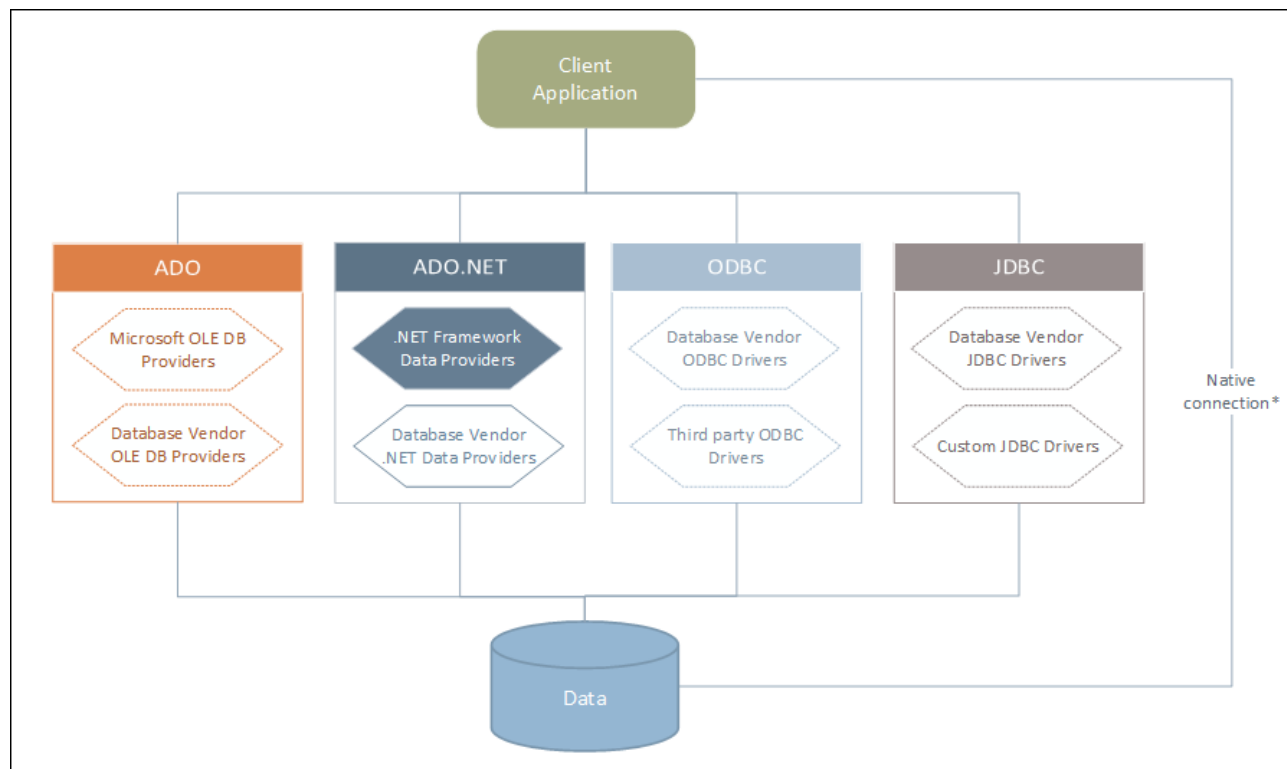 Client
Application
ADO
Microsoft OLE DB
Providers
Database Vendor
OLE DB Providers
ADO.NET
.NET Framework
Data Providers
Database Vendor
.NET Data Providers
ODBC
Database Vendor
ODBC Drivers
Third party ODBC
Drivers
JDBC
Database Vendor
JDBC Drivers
Custom JDBC Drivers
Native
connection*
Data